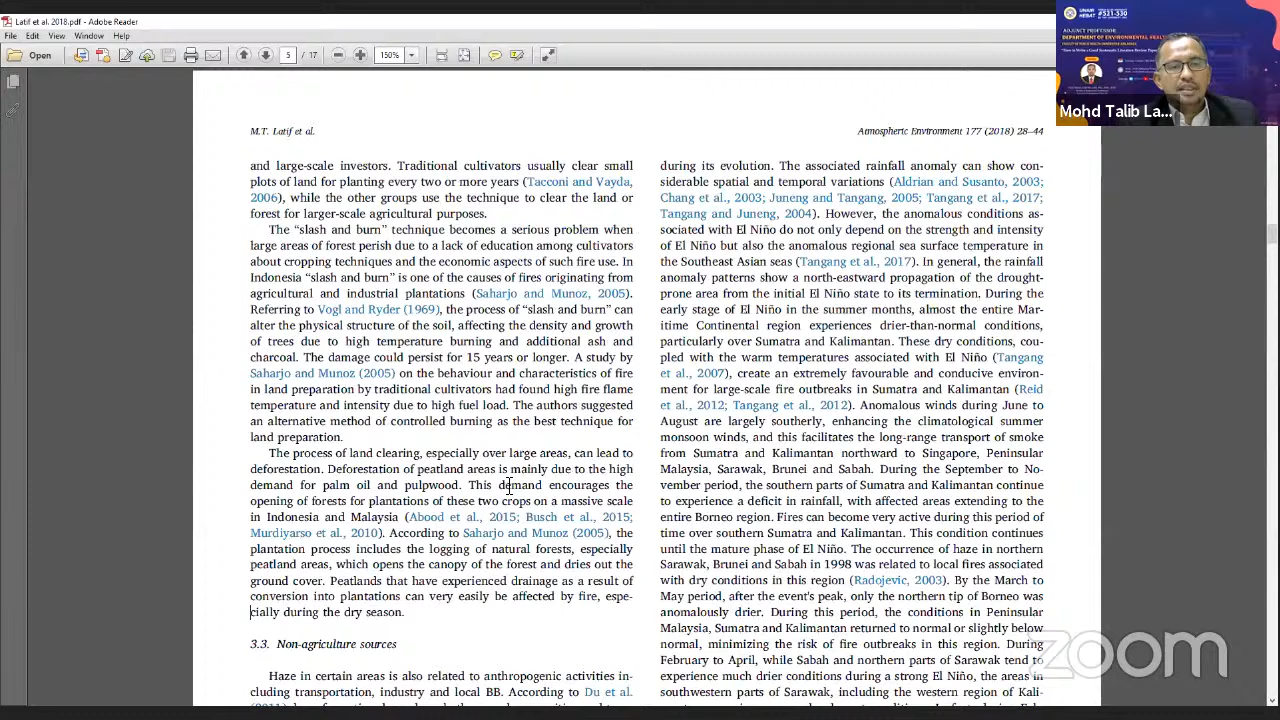 Latif et al. 2018.pdf - Adobe Reader
File Edit View Window Help
Open
5 / 17
M.T. Latif et al.
Atmospheric Environment 177 (2018) 28–44
and large-scale investors. Traditional cultivators usually clear small
plots of land for planting every two or more years (Tacconi and Vayda,
2006), while the other groups use the technique to clear the land or
forest for larger-scale agricultural purposes.
The “slash and burn” technique becomes a serious problem when
large areas of forest perish due to a lack of education among cultivators
about cropping techniques and the economic aspects of such fire use. In
Indonesia “slash and burn” is one of the causes of fires originating from
agricultural and industrial plantations (Saharjo and Munoz, 2005).
Referring to Vogl and Ryder (1969), the process of “slash and burn” can
alter the physical structure of the soil, affecting the density and growth
of trees due to high temperature burning and additional ash and
charcoal. The damage could persist for 15 years or longer. A study by
Saharjo and Munoz (2005) on the behaviour and characteristics of fire
in land preparation by traditional cultivators had found high fire flame
temperature and intensity due to high fuel load. The authors suggested
an alternative method of controlled burning as the best technique for
land preparation.
The process of land clearing, especially over large areas, can lead to
deforestation. Deforestation of peatland areas is mainly due to the high
demand for palm oil and pulpwood. This demand encourages the
opening of forests for plantations of these two crops on a massive scale
in Indonesia and Malaysia (Abood et al., 2015; Busch et al., 2015;
Murdiyarso et al., 2010). According to Saharjo and Munoz (2005), the
plantation process includes the logging of natural forests, especially
peatland areas, which opens the canopy of the forest and dries out the
ground cover. Peatlands that have experienced drainage as a result of
conversion into plantations can very easily be affected by fire, espe-
cially during the dry season.
3.3. Non-agriculture sources
Haze in certain areas is also related to anthropogenic activities in-
cluding transportation, industry and local BB. According to Du et al.
during its evolution. The associated rainfall anomaly can show con-
siderable spatial and temporal variations (Aldrian and Susanto, 2003;
Chang et al., 2003; Juneng and Tangang, 2005; Tangang et al., 2017;
Tangang and Juneng, 2004). However, the anomalous conditions as-
sociated with El Niño do not only depend on the strength and intensity
of El Niño but also the anomalous regional sea surface temperature in
the Southeast Asian seas (Tangang et al., 2017). In general, the rainfall
anomaly patterns show a north-eastward propagation of the drought-
prone area from the initial El Niño state to its termination. During the
early stage of El Niño in the summer months, almost the entire Mar-
itime Continental region experiences drier-than-normal conditions,
particularly over Sumatra and Kalimantan. These dry conditions, cou-
pled with the warm temperatures associated with El Niño (Tangang
et al., 2007), create an extremely favourable and conducive environ-
ment for large-scale fire outbreaks in Sumatra and Kalimantan (Reid
et al., 2012; Tangang et al., 2012). Anomalous winds during June to
August are largely southerly, enhancing the climatological summer
monsoon winds, and this facilitates the long-range transport of smoke
from Sumatra and Kalimantan northward to Singapore, Peninsular
Malaysia, Sarawak, Brunei and Sabah. During the September to No-
vember period, the southern parts of Sumatra and Kalimantan continue
to experience a deficit in rainfall, with affected areas extending to the
entire Borneo region. Fires can become very active during this period of
time over southern Sumatra and Kalimantan. This condition continues
until the mature phase of El Niño. The occurrence of haze in northern
Sarawak, Brunei and Sabah in 1998 was related to local fires associated
with dry conditions in this region (Radojevic, 2003). By the March to
May period, after the event's peak, only the northern tip of Borneo was
anomalously drier. During this period, the conditions in Peninsular
Malaysia, Sumatra and Kalimantan returned to normal or slightly below
normal, minimizing the risk of fire outbreaks in this region. During
February to April, while Sabah and northern parts of Sarawak tend to
experience much drier conditions during a strong El Niño, the areas in
southwestern parts of Sarawak, including the western region of Kali-
UNAIR
HEBAT
#521-530
ADJUCT PROFESSOR
DEPARTMENT OF ENVIRONMENTAL HEALTH
Mohd Talib La...
zoom